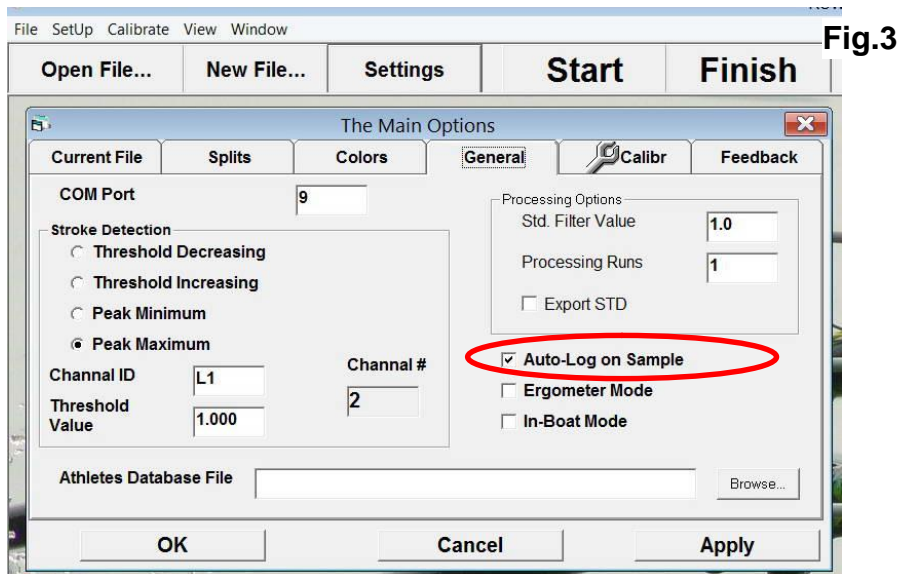 File SetUp Calibrate View Window
Fig.3
Open File... New File... Settings Start Finish
The Main Options
Current File Splits Colors General Calibr Feedback
COM Port 9
Stroke Detection
Threshold Decreasing
Threshold Increasing
Peak Minimum
Peak Maximum
Channal ID L1
Channal # 2
Threshold Value 1.000
Processing Options
Std. Filter Value 1.0
Processing Runs 1
Export STD
Auto-Log on Sample
Ergometer Mode
In-Boat Mode
Athletes Database File Browse...
OK Cancel Apply